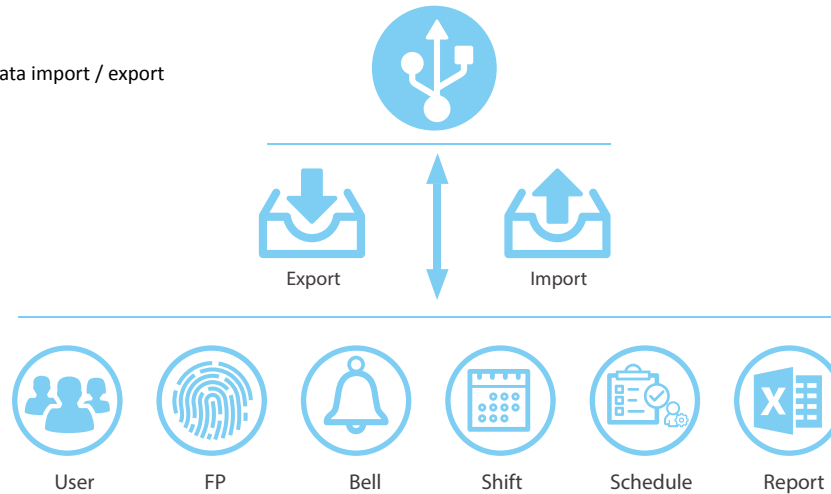 ata import / export
Export
Import
User
FP
Bell
Shift
Schedule
Report
X